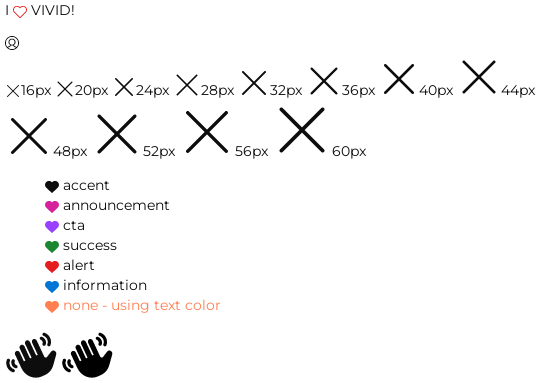 I ♡ VIVID!
16px 20px 24px 28px 32px 36px 40px 44px
48px 52px 56px 60px
accent
announcement
cta
success
alert
information
none - using text color